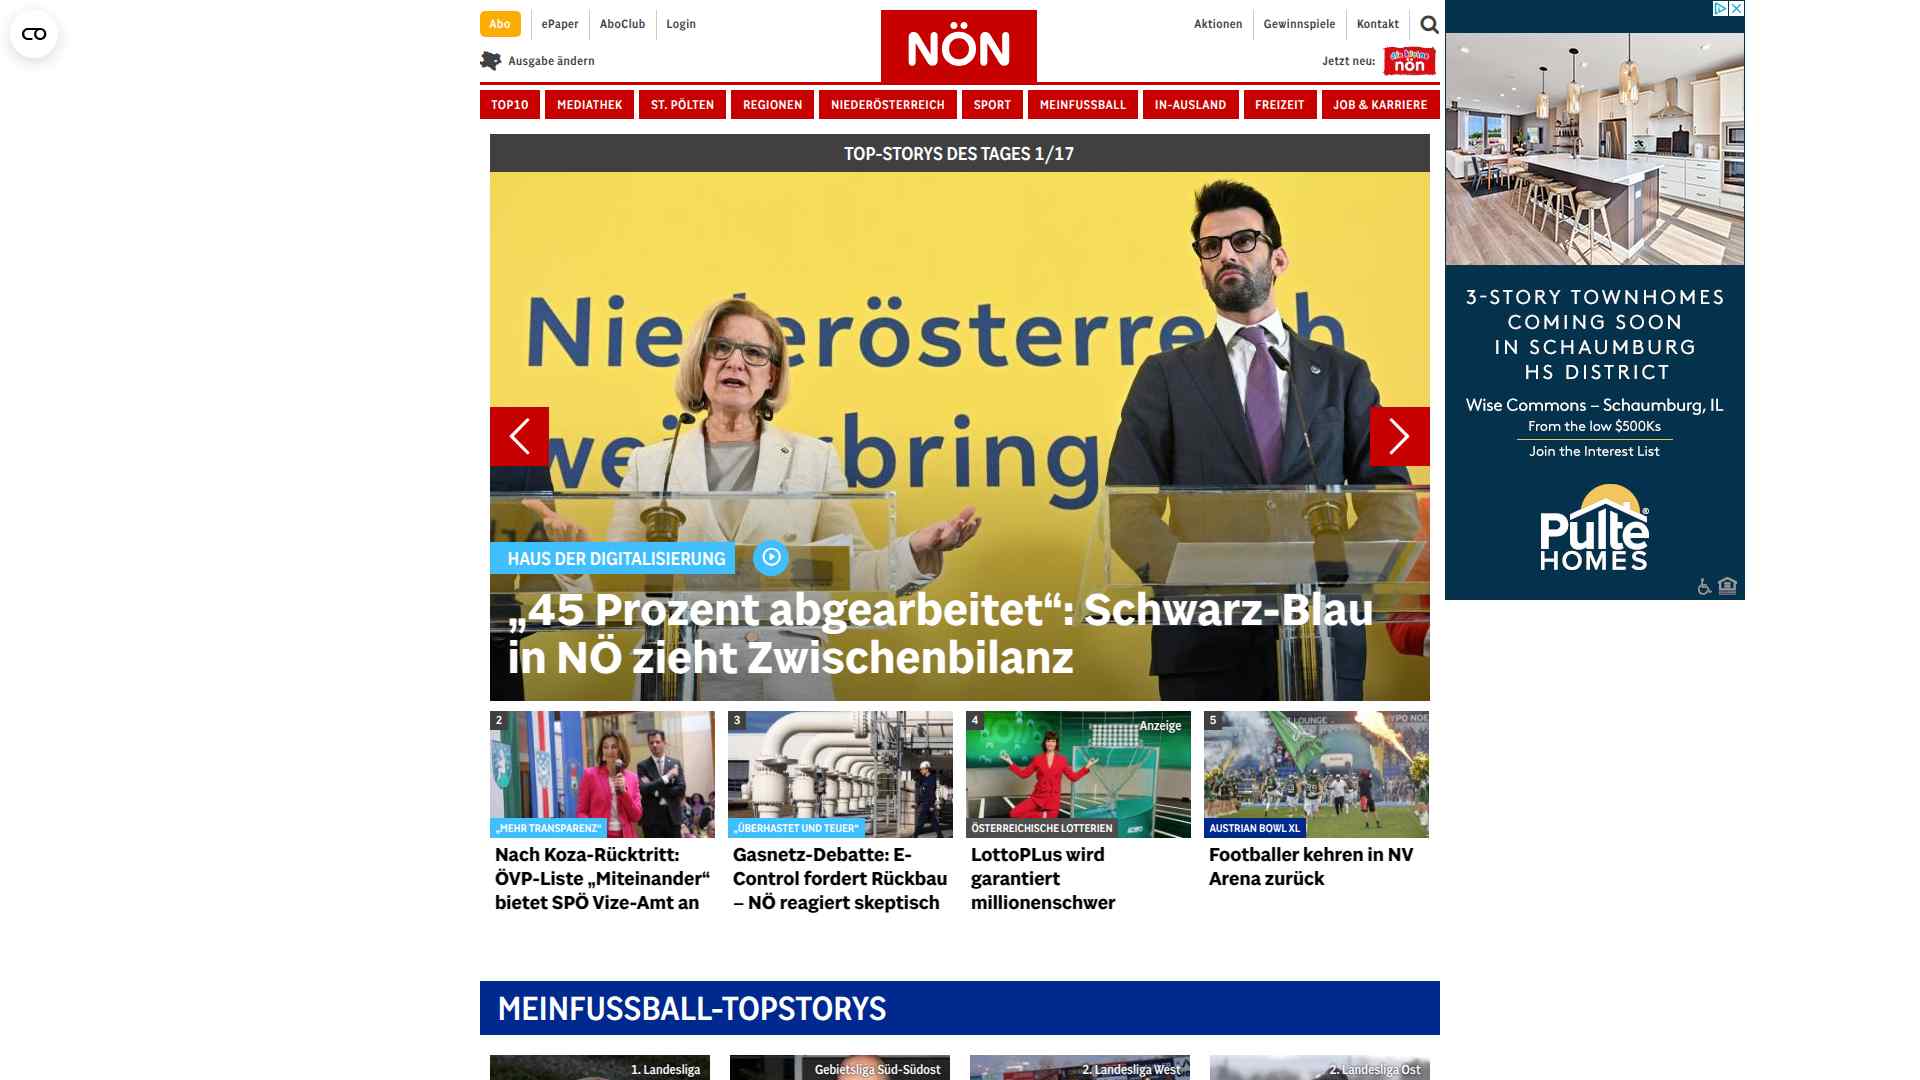 Abo
ePaper
AboClub
Login
Aktionen
Gewinnspiele
Kontakt
NÖN
Ausgabe ändern
Jetzt neu:
die kleine
nön
TOP10
MEDIATHEK
ST. PÖLTEN
REGIONEN
NIEDERÖSTERREICH
SPORT
MEINFUSSBALL
IN-AUSLAND
FREIZEIT
JOB & KARRIERE
TOP-STORYS DES TAGES 1/17
HAUS DER DIGITALISIERUNG
„45 Prozent abgearbeitet“: Schwarz-Blau
in NÖ zieht Zwischenbilanz
2
„MEHR TRANSPARENZ“
Nach Koza-Rücktritt:
ÖVP-Liste „Miteinander“
bietet SPÖ Vize-Amt an
3
„ÜBERHASTET UND TEUER“
Gasnetz-Debatte: E-
Control fordert Rückbau
– NÖ reagiert skeptisch
4
Anzeige
ÖSTERREICHISCHE LOTTERIEN
LottoPLus wird
garantiert
millionenschwer
5
LOUNGE
HYPO NOE
AUSTRIAN BOWL XL
Footballer kehren in NV
Arena zurück
3-STORY TOWNHOMES
COMING SOON
IN SCHAUMBURG
HS DISTRICT
Wise Commons – Schaumburg, IL
From the low $500Ks
Join the Interest List
Pulte®
HOMES
MEINFUSSBALL-TOPSTORYS
1. Landesliga
Gebietsliga Süd-Südost
2. Landesliga West
2. Landesliga Ost